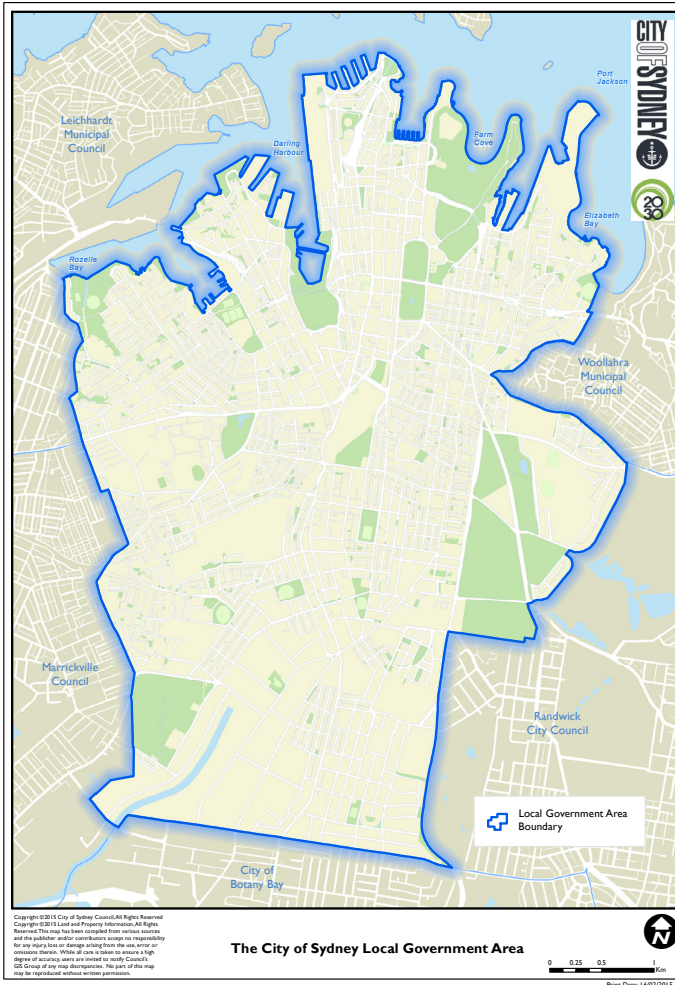 CITY OF SYDNEY
2030
Port
Jackson
Leichhardt
Municipal
Council
Darling
Harbour
Farm
Cove
Elizabeth
Bay
Rozelle
Bay
Woollahra
Municipal
Council
Marrickville
Council
Randwick
City Council
Local Government Area
Boundary
City of
Botany Bay
Copyright ©2015 City of Sydney Council, All Rights Reserved
Copyright ©2015 Land and Property Information, All Rights
Reserved. This map has been compiled from various sources
and the publisher and/or contributors accept no responsibility
for any injury, loss or damage arising from the use, error or
omissions therein. While all care is taken to ensure a high
degree of accuracy, users are invited to notify Council's
GIS Group of any map discrepancies. No part of this map
may be reproduced without written permission.
The City of Sydney Local Government Area
N
0 0.25 0.5 1
Km
Print Date: 16/02/2015